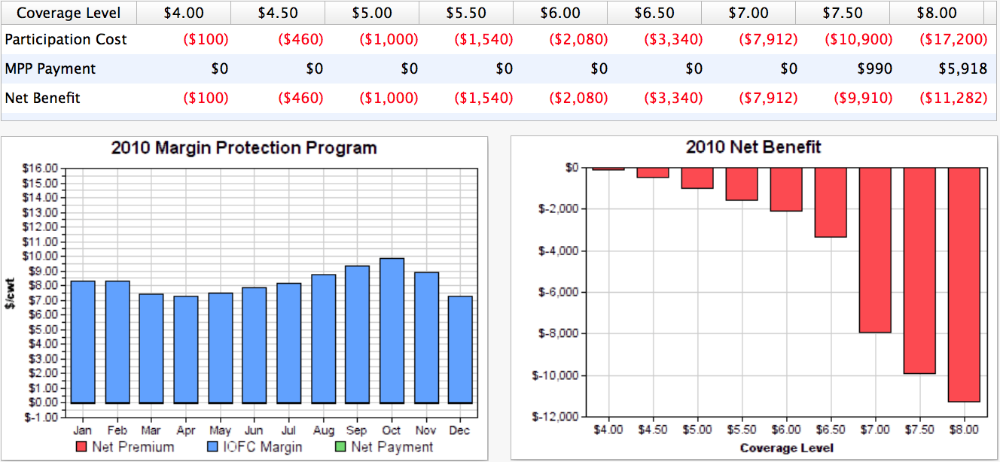 Coverage Level $4.00 $4.50 $5.00 $5.50 $6.00 $6.50 $7.00 $7.50 $8.00
Participation Cost ($100) ($460) ($1,000) ($1,540) ($2,080) ($3,340) ($7,912) ($10,900) ($17,200)
MPP Payment $0 $0 $0 $0 $0 $0 $0 $990 $5,918
Net Benefit ($100) ($460) ($1,000) ($1,540) ($2,080) ($3,340) ($7,912) ($9,910) ($11,282)
2010 Margin Protection Program
$16.00
$15.00
$14.00
$13.00
$12.00
$11.00
$10.00
$9.00
$8.00
$7.00
$6.00
$5.00
$4.00
$3.00
$2.00
$1.00
$0.00
$-1.00
$/cwt
Jan Feb Mar Apr May Jun Jul Aug Sep Oct Nov Dec
Net Premium IOFC Margin Net Payment
2010 Net Benefit
$0
$-2,000
$-4,000
$-6,000
$-8,000
$-10,000
$-12,000
$4.00 $4.50 $5.00 $5.50 $6.00 $6.50 $7.00 $7.50 $8.00
Coverage Level